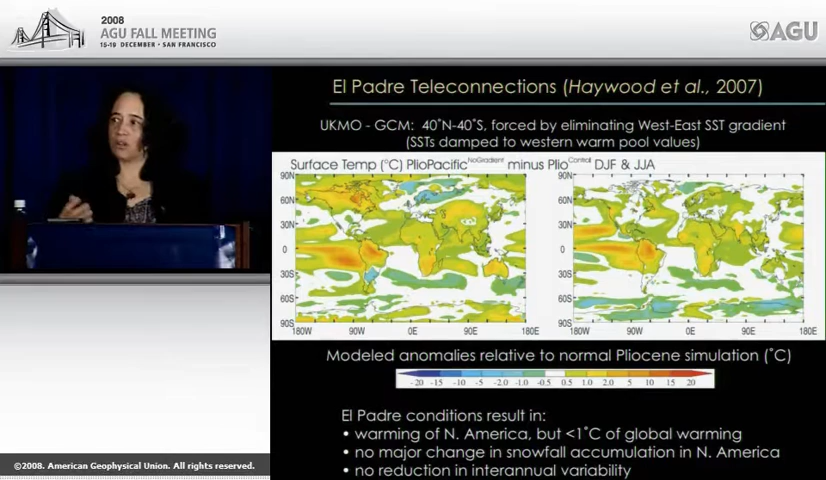 2008
AGU FALL MEETING
15-19 DECEMBER • SAN FRANCISCO
AGU
El Padre Teleconnections (Haywood et al., 2007)
UKMO - GCM: 40˚N-40˚S, forced by eliminating West-East SST gradient
(SSTs damped to western warm pool values)
Surface Temp (°C) PlioPacific NoGradient minus Plio Control DJF & JJA
90N 90N
60N 60N
30N 30N
0 0
30S 30S
60S 60S
90S 90S
180W 90W 0E 90E 180E 180W 90W 0E 90E 180E
Modeled anomalies relative to normal Pliocene simulation (˚C)
-20 -15 -10 -5 -2.0 -1.0 -0.5 0.5 1.0 2.0 5 10 15 20
El Padre conditions result in:
• warming of N. America, but <1˚C of global warming
• no major change in snowfall accumulation in N. America
• no reduction in interannual variability
©2008. American Geophysical Union. All rights reserved.